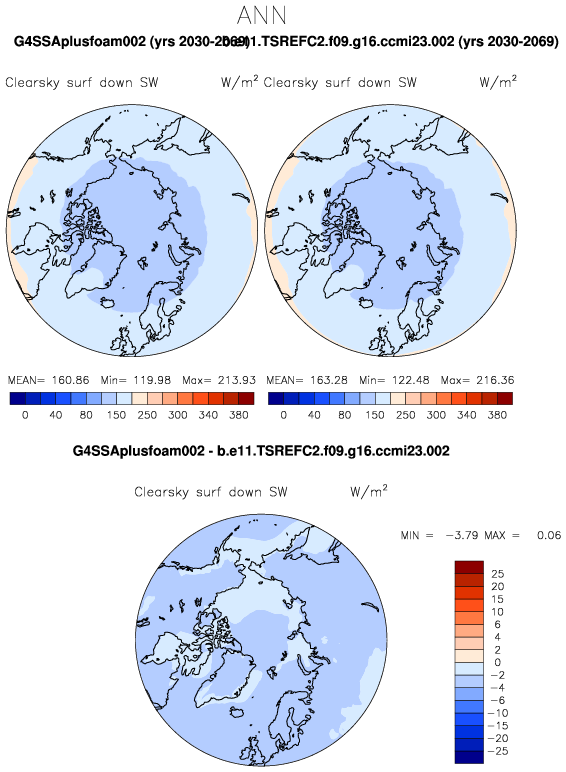 ANN
G4SSAplusfoam002 (yrs 2030-2069) b.e11.TSREFC2.f09.g16.ccmi23.002 (yrs 2030-2069)
Clearsky surf down SW W/m² Clearsky surf down SW W/m²
MEAN= 160.86 Min= 119.98 Max= 213.93 MEAN= 163.28 Min= 122.48 Max= 216.36
0 40 80 150 250 300 340 380 0 40 80 150 250 300 340 380
G4SSAplusfoam002 - b.e11.TSREFC2.f09.g16.ccmi23.002
Clearsky surf down SW W/m²
MIN = -3.79 MAX = 0.06
25
20
15
10
6
4
2
0
-2
-4
-6
-10
-15
-20
-25